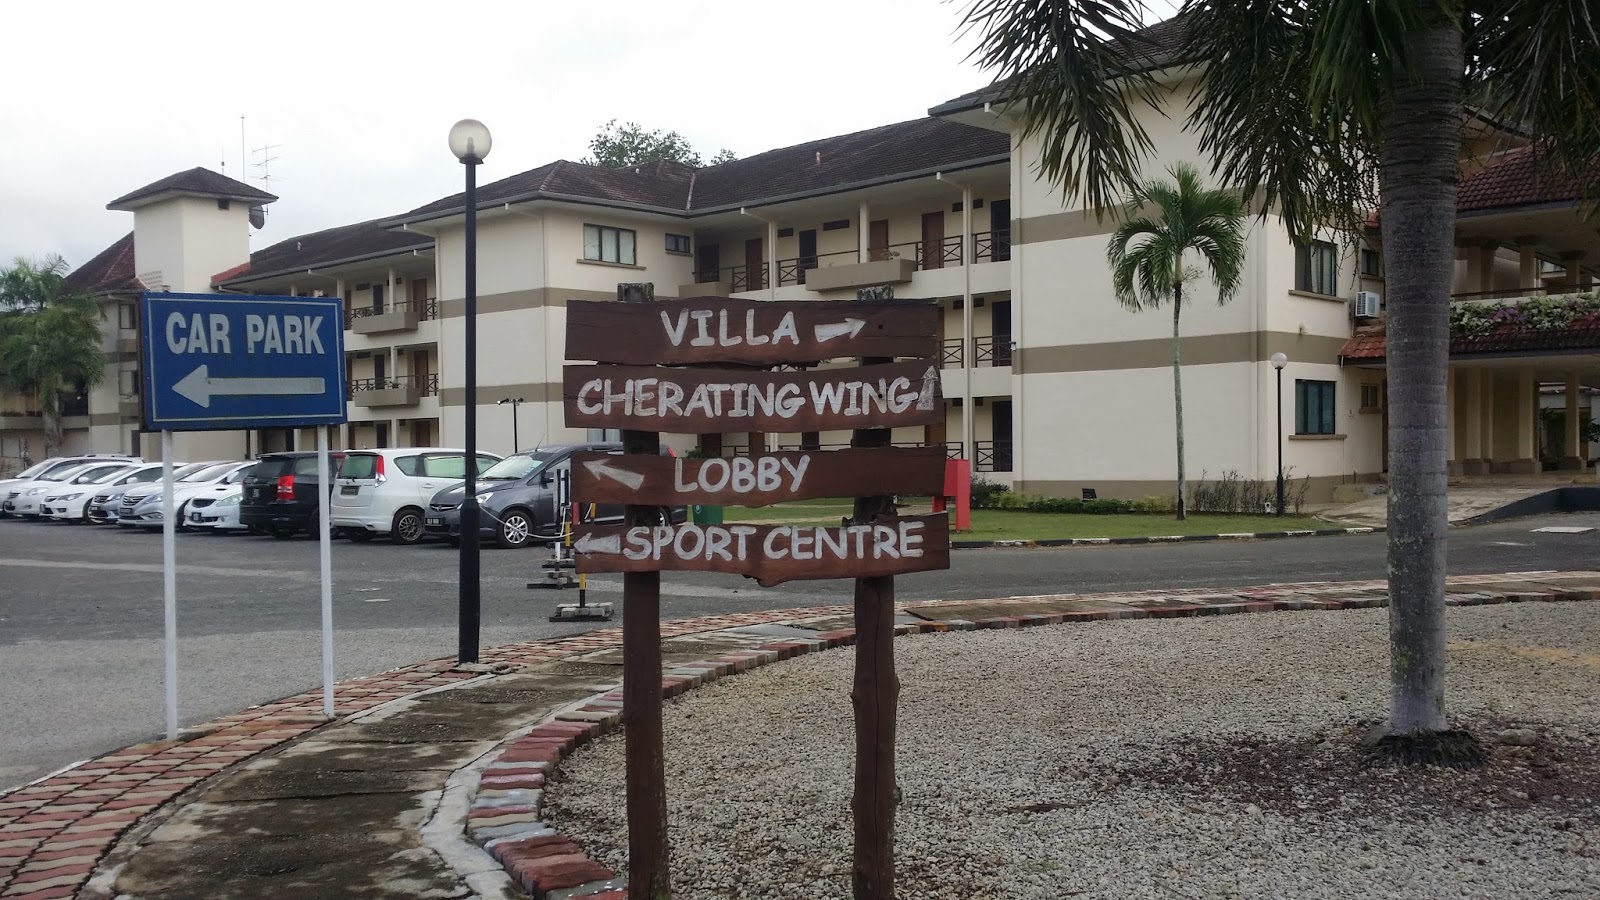 CAR PARK
VILLA
CHERATING WING
LOBBY
SPORT CENTRE